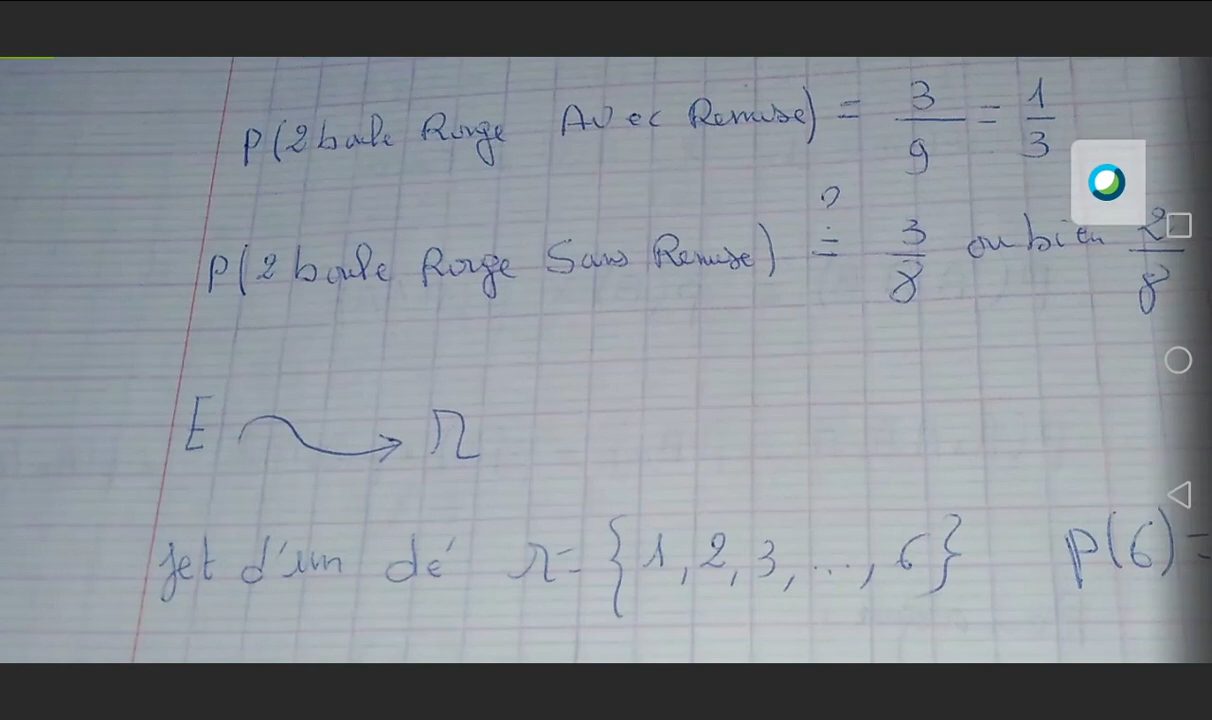 P(2 boule Rouge Avec Remise) = 3/9 = 1/3
P(2 boule Rouge Sans Remise) =? 3/8 ou bien 2/8
E → Ω
jet d'un dé Ω = {1, 2, 3, ..., 6} P(6) =